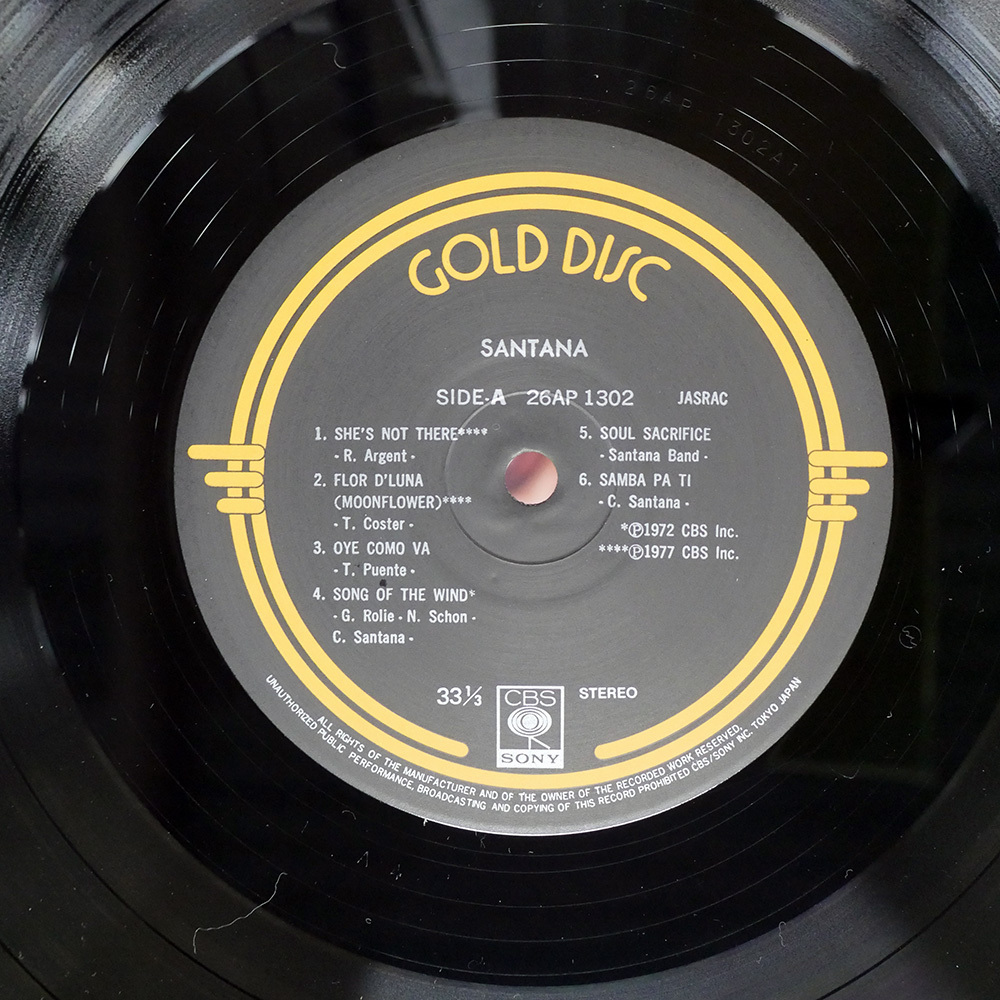 26AP 1302A1
GOLD DISC
SANTANA
SIDE-A 26AP 1302 JASRAC
1. SHE'S NOT THERE****
- R. Argent -
2. FLOR D'LUNA
(MOONFLOWER)****
- T. Coster -
3. OYE COMO VA
- T. Puente -
4. SONG OF THE WIND*
- G. Rolie - N. Schon -
C. Santana -
5. SOUL SACRIFICE
- Santana Band -
6. SAMBA PA TI
- C. Santana -
*Ⓟ1972 CBS Inc.
****Ⓟ1977 CBS Inc.
33⅓ CBS STEREO
SONY
ALL RIGHTS OF THE MANUFACTURER AND OF THE OWNER OF THE RECORDED WORK RESERVED.
UNAUTHORIZED PUBLIC PERFORMANCE, BROADCASTING AND COPYING OF THIS RECORD PROHIBITED CBS/SONY INC. TOKYO JAPAN